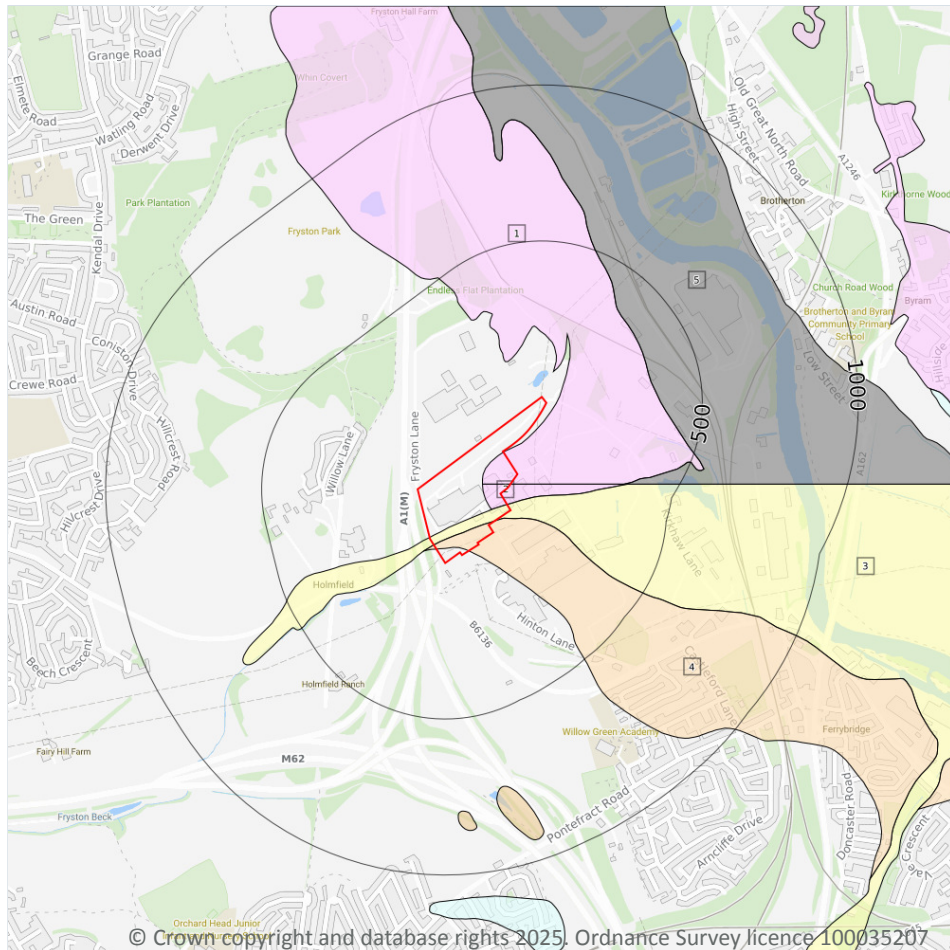 Fryston Hall Farm
Grange Road
Whin Covert
Elmete Road
Watling Road
Derwent Drive
Old Great North Road
High Street
A1246
Park Plantation
Brotherton
The Green
Kendal Drive
Fryston Park
1
5
Endless Flat Plantation
Church Road Wood
Byram
Brotherton and Byram
Community Primary
School
Austin Road
Coniston Drive
Low Street
Hillside
Crewe Road
1000
500
Hillcrest Road
Fryston Lane
Willow Lane
A162
Hillcrest Drive
A1(M)
Kirkhaw Lane
3
Holmfield
Hinton Lane
B6136
Beech Crescent
4
Castleford Lane
Holmfield Ranch
Fairy Hill Farm
Willow Green Academy
Ferrybridge
M62
Fryston Beck
Pontefract Road
Doncaster Road
Arncliffe Drive
Vale Crescent
Orchard Head Junior
© Crown copyright and database rights 2025. Ordnance Survey licence 100035207